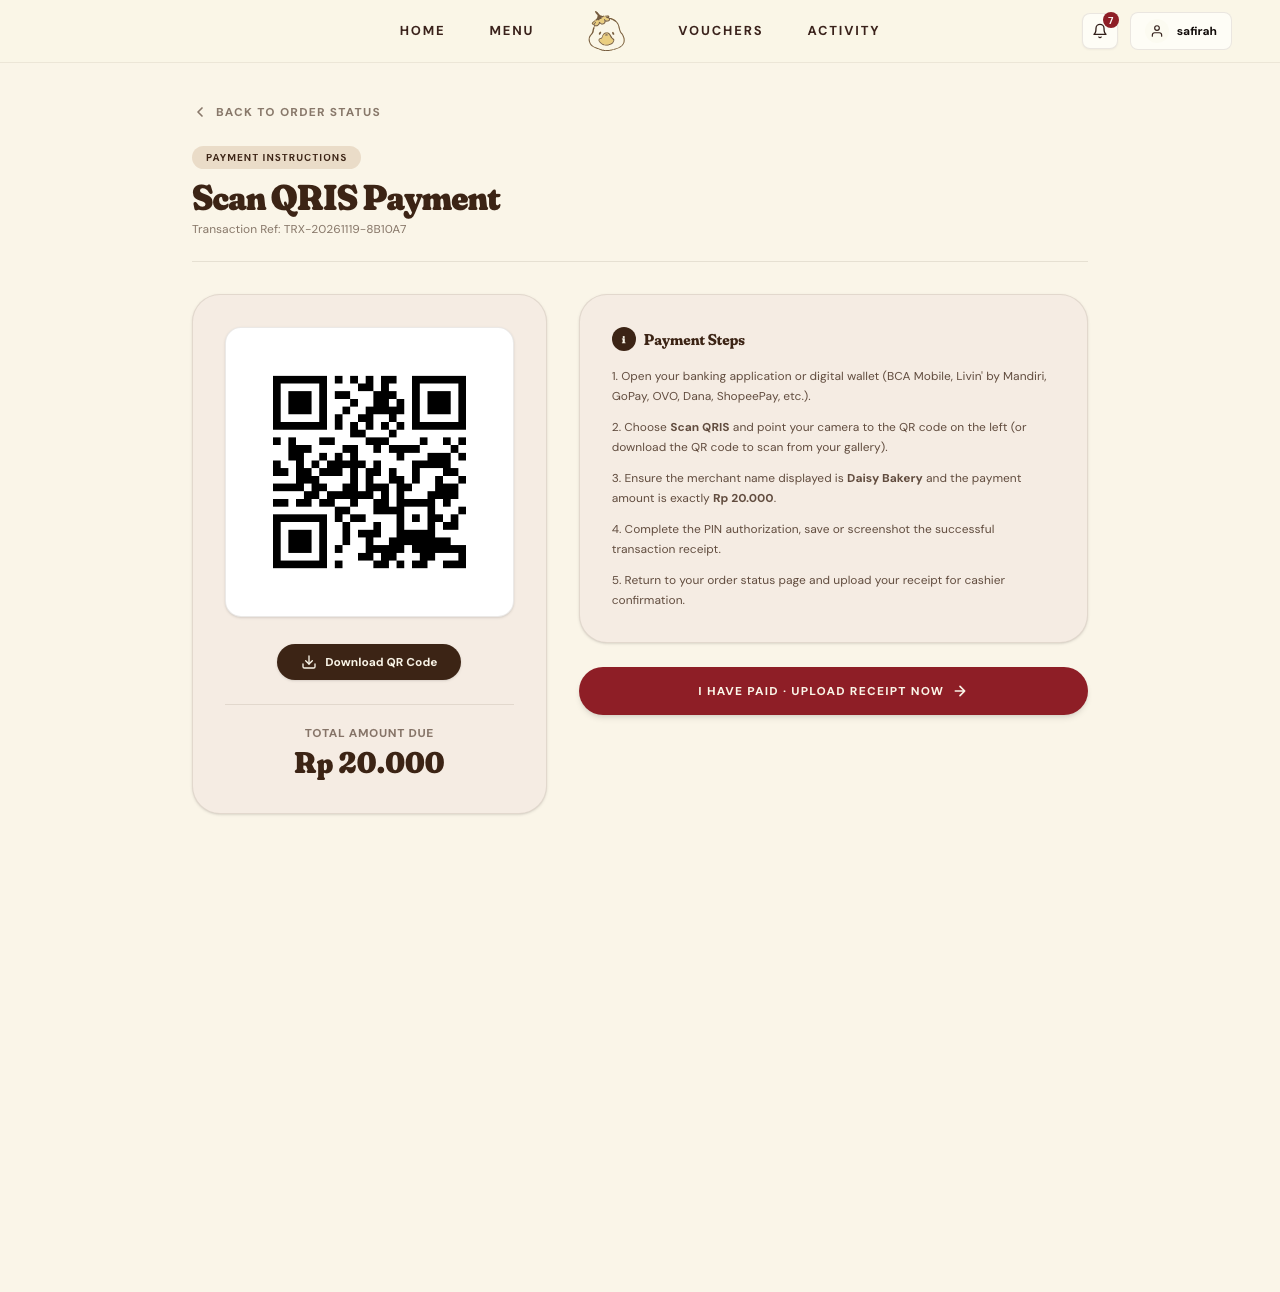 HOME
MENU
VOUCHERS
ACTIVITY
7
safirah
BACK TO ORDER STATUS
PAYMENT INSTRUCTIONS
Scan QRIS Payment
Transaction Ref: TRX-20261119-8B10A7
Download QR Code
TOTAL AMOUNT DUE
Rp 20.000
i
Payment Steps
1. Open your banking application or digital wallet (BCA Mobile, Livin' by Mandiri,
GoPay, OVO, Dana, ShopeePay, etc.).
2. Choose Scan QRIS and point your camera to the QR code on the left (or
download the QR code to scan from your gallery).
3. Ensure the merchant name displayed is Daisy Bakery and the payment
amount is exactly Rp 20.000.
4. Complete the PIN authorization, save or screenshot the successful
transaction receipt.
5. Return to your order status page and upload your receipt for cashier
confirmation.
I HAVE PAID · UPLOAD RECEIPT NOW